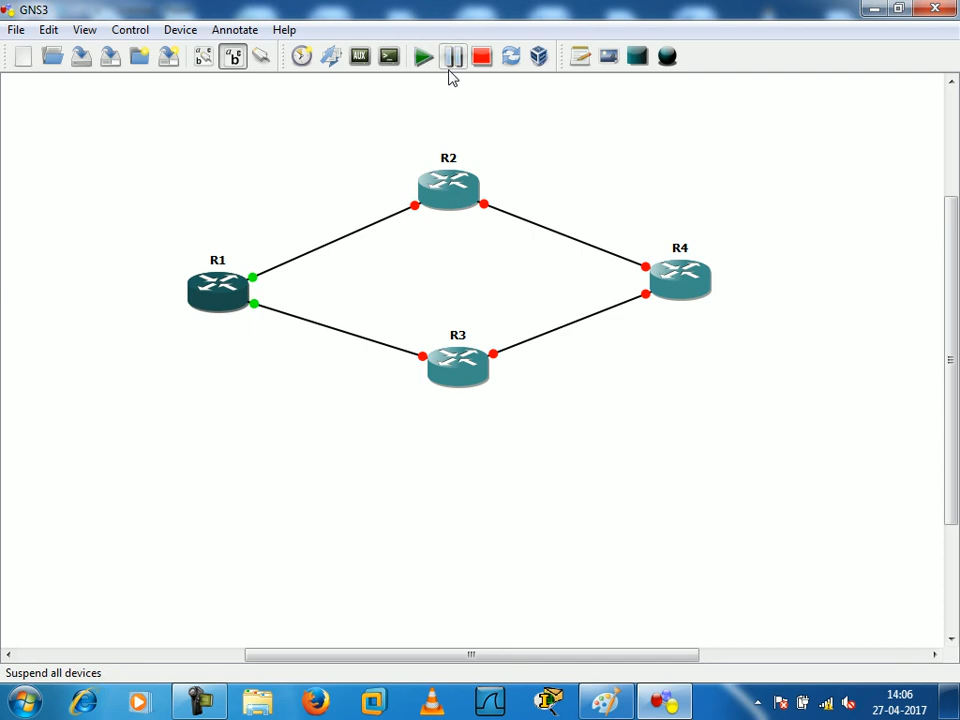 GNS3
File Edit View Control Device Annotate Help
R2
R4
R1
R3
Suspend all devices
14:06
27-04-2017